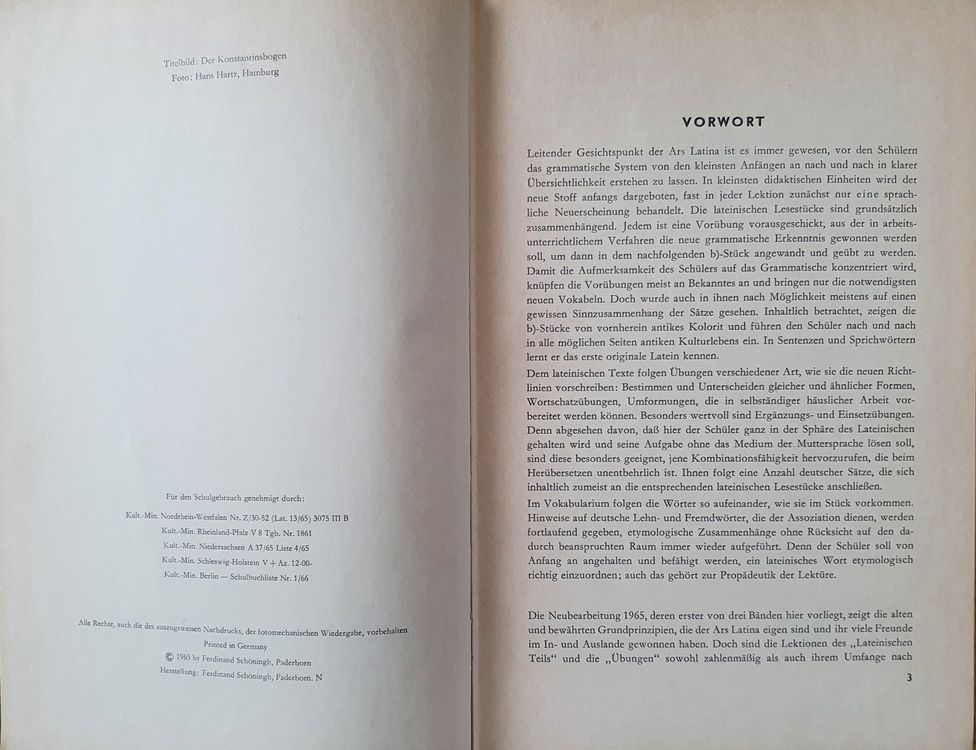 Titelbild: Der Konstantinsbogen
Foto: Hans Hartz, Hamburg
Für den Schulgebrauch genehmigt durch:
Kult.-Min. Nordrhein-Westfalen Nr. Z/30-52 (Lat. 13/65) 3075 III B
Kult.-Min. Rheinland-Pfalz V 8 Tgb. Nr. 1861
Kult.-Min. Niedersachsen A 37/65 Liste 4/65
Kult.-Min. Schleswig-Holstein V + Az. 12-00-
Kult.-Min. Berlin — Schulbuchliste Nr. 1/66
Alle Rechte, auch die des auszugsweisen Nachdrucks, der fotomechanischen Wiedergabe, vorbehalten
Printed in Germany
© 1965 by Ferdinand Schöningh, Paderborn
Herstellung: Ferdinand Schöningh, Paderborn. N
VORWORT
Leitender Gesichtspunkt der Ars Latina ist es immer gewesen, vor den Schülern
das grammatische System von den kleinsten Anfängen an nach und nach in klarer
Übersichtlichkeit erstehen zu lassen. In kleinsten didaktischen Einheiten wird der
neue Stoff anfangs dargeboten, fast in jeder Lektion zunächst nur eine sprach-
liche Neuerscheinung behandelt. Die lateinischen Lesestücke sind grundsätzlich
zusammenhängend. Jedem ist eine Vorübung vorausgeschickt, aus der in arbeits-
unterrichtlichem Verfahren die neue grammatische Erkenntnis gewonnen werden
soll, um dann in dem nachfolgenden b)-Stück angewandt und geübt zu werden.
Damit die Aufmerksamkeit des Schülers auf das Grammatische konzentriert wird,
knüpfen die Vorübungen meist an Bekanntes an und bringen nur die notwendigsten
neuen Vokabeln. Doch wurde auch in ihnen nach Möglichkeit meistens auf einen
gewissen Sinnzusammenhang der Sätze gesehen. Inhaltlich betrachtet, zeigen die
b)-Stücke von vornherein antikes Kolorit und führen den Schüler nach und nach
in alle möglichen Seiten antiken Kulturlebens ein. In Sentenzen und Sprichwörtern
lernt er das erste originale Latein kennen.
Dem lateinischen Texte folgen Übungen verschiedener Art, wie sie die neuen Richt-
linien vorschreiben: Bestimmen und Unterscheiden gleicher und ähnlicher Formen,
Wortschatzübungen, Umformungen, die in selbständiger häuslicher Arbeit vor-
bereitet werden können. Besonders wertvoll sind Ergänzungs- und Einsetzübungen.
Denn abgesehen davon, daß hier der Schüler ganz in der Sphäre des Lateinischen
gehalten wird und seine Aufgabe ohne das Medium der Muttersprache lösen soll,
sind diese besonders geeignet, jene Kombinationsfähigkeit hervorzurufen, die beim
Herübersetzen unentbehrlich ist. Ihnen folgt eine Anzahl deutscher Sätze, die sich
inhaltlich zumeist an die entsprechenden lateinischen Lesestücke anschließen.
Im Vokabularium folgen die Wörter so aufeinander, wie sie im Stück vorkommen.
Hinweise auf deutsche Lehn- und Fremdwörter, die der Assoziation dienen, werden
fortlaufend gegeben, etymologische Zusammenhänge ohne Rücksicht auf den da-
durch beanspruchten Raum immer wieder aufgeführt. Denn der Schüler soll von
Anfang an angehalten und befähigt werden, ein lateinisches Wort etymologisch
richtig einzuordnen; auch das gehört zur Propädeutik der Lektüre.
Die Neubearbeitung 1965, deren erster von drei Bänden hier vorliegt, zeigt die alten
und bewährten Grundprinzipien, die der Ars Latina eigen sind und ihr viele Freunde
im In- und Auslande gewonnen haben. Doch sind die Lektionen des „Lateinischen
Teils“ und die „Übungen“ sowohl zahlenmäßig als auch ihrem Umfange nach
3